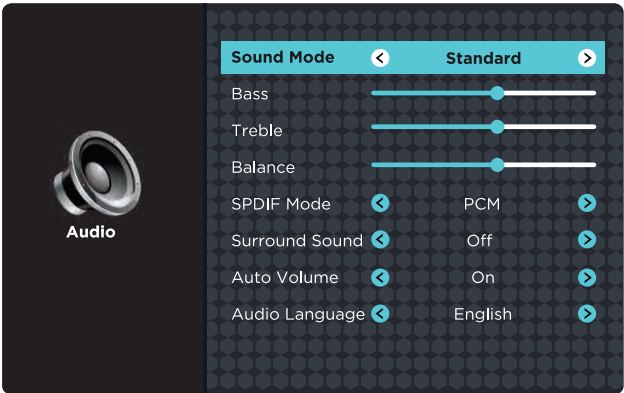 Sound Mode Standard
Bass
Treble
Balance
SPDIF Mode PCM
Audio
Surround Sound Off
Auto Volume On
Audio Language English